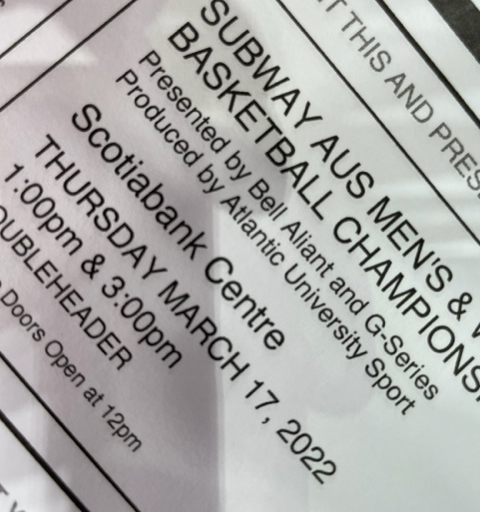 T THIS AND PRES
SUBWAY AUS MEN'S &
BASKETBALL CHAMPIONS
Presented by Bell Aliant and G-Series
Produced by Atlantic University Sport
Scotiabank Centre
THURSDAY MARCH 17, 2022
1:00pm & 3:00pm
OUBLEHEADER
Doors Open at 12pm